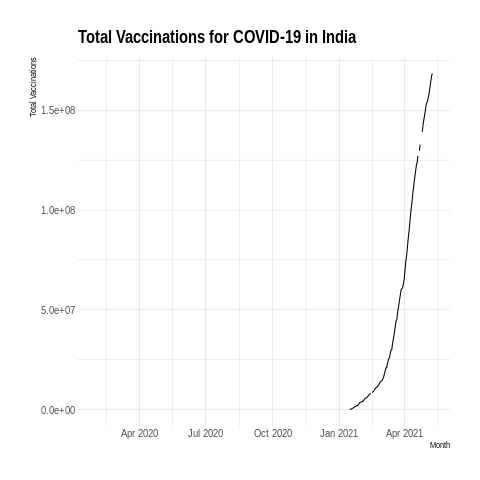 Total Vaccinations for COVID-19 in India
Total Vaccinations
1.5e+08
1.0e+08
5.0e+07
0.0e+00
Apr 2020 Jul 2020 Oct 2020 Jan 2021 Apr 2021
Month